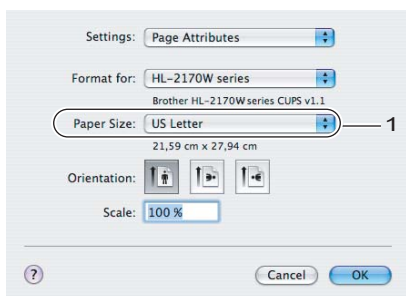 Settings: Page Attributes
Format for: HL-2170W series
Brother HL-2170W series CUPS v1.1
Paper Size: US Letter 1
21,59 cm x 27,94 cm
Orientation:
Scale: 100 %
? Cancel OK